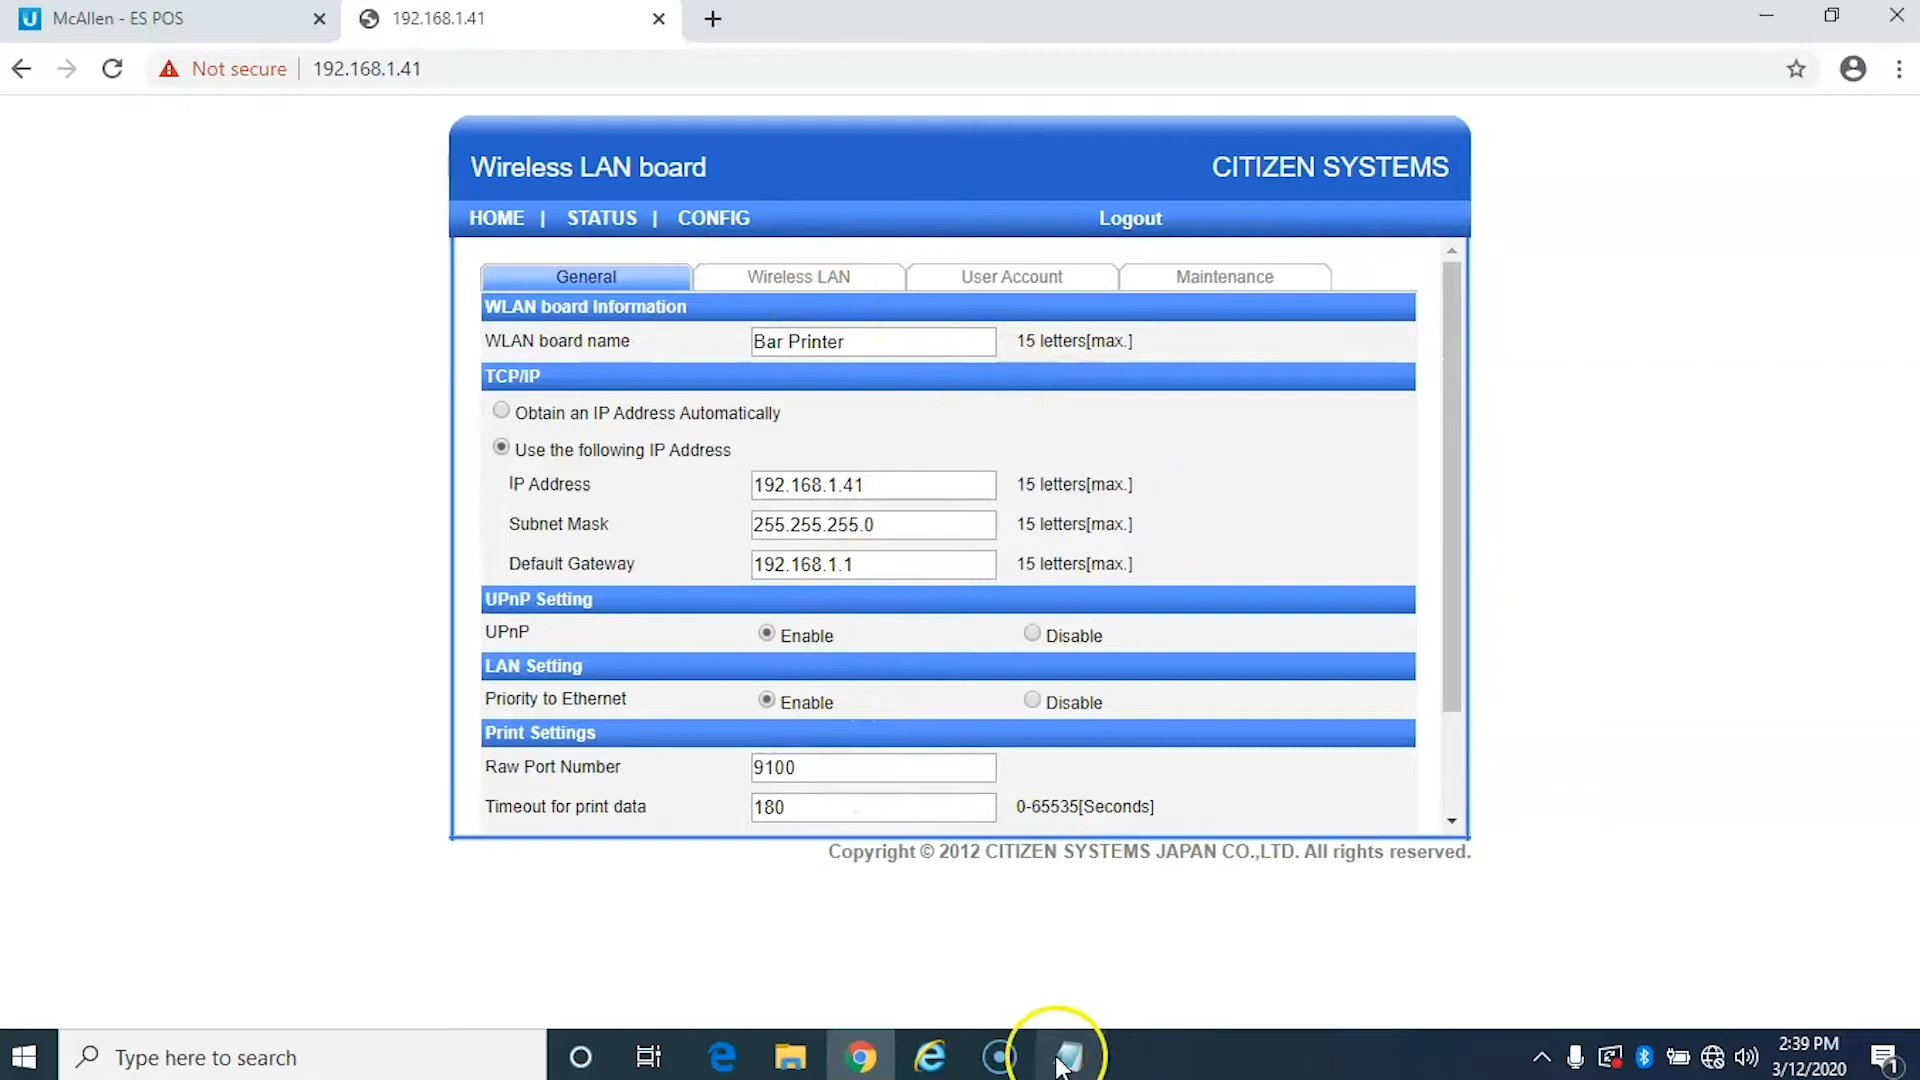 McAllen - ES POS
192.168.1.41
Not secure
192.168.1.41
Wireless LAN board
CITIZEN SYSTEMS
HOME | STATUS | CONFIG
Logout
General
Wireless LAN
User Account
Maintenance
WLAN board Information
WLAN board name
Bar Printer
15 letters[max.]
TCP/IP
Obtain an IP Address Automatically
Use the following IP Address
IP Address
192.168.1.41
15 letters[max.]
Subnet Mask
255.255.255.0
15 letters[max.]
Default Gateway
192.168.1.1
15 letters[max.]
UPnP Setting
UPnP
Enable
Disable
LAN Setting
Priority to Ethernet
Enable
Disable
Print Settings
Raw Port Number
9100
Timeout for print data
180
0-65535[Seconds]
Copyright © 2012 CITIZEN SYSTEMS JAPAN CO.,LTD. All rights reserved.
Type here to search
2:39 PM
3/12/2020
1